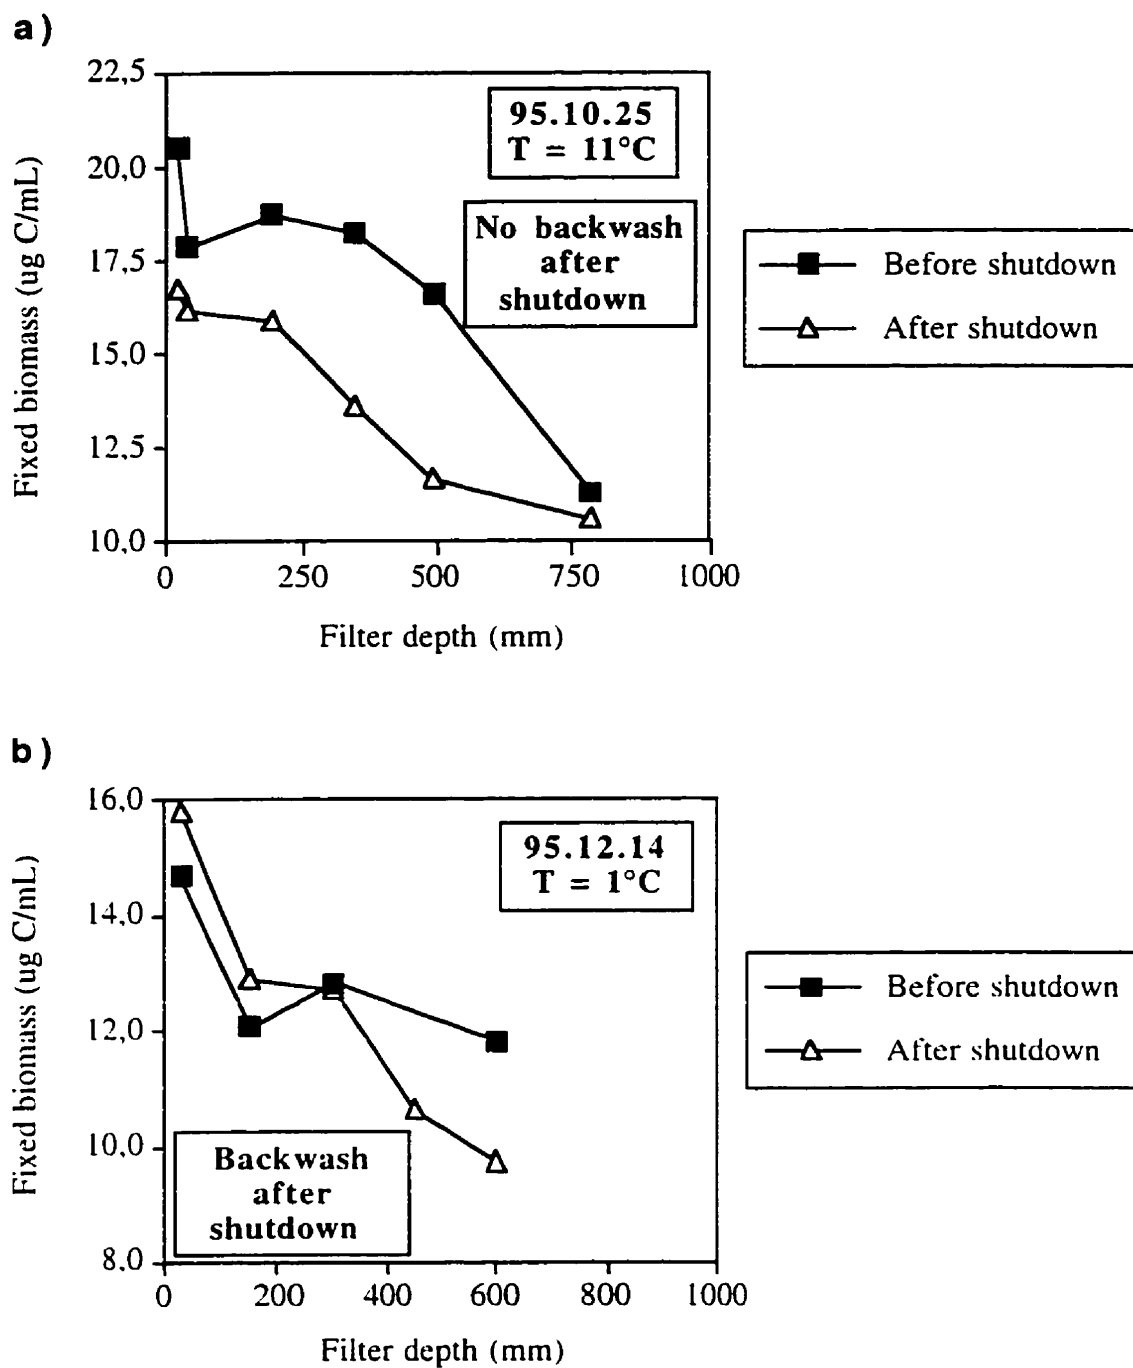 a)
22,5
20,0
17,5
15,0
12,5
10,0
Fixed biomass (ug C/mL)
95.10.25
T = 11°C
No backwash
after
shutdown
Before shutdown
After shutdown
0 250 500 750 1000
Filter depth (mm)
b)
16,0
14,0
12,0
10,0
8,0
Fixed biomass (ug C/mL)
95.12.14
T = 1°C
Backwash
after
shutdown
Before shutdown
After shutdown
0 200 400 600 800 1000
Filter depth (mm)